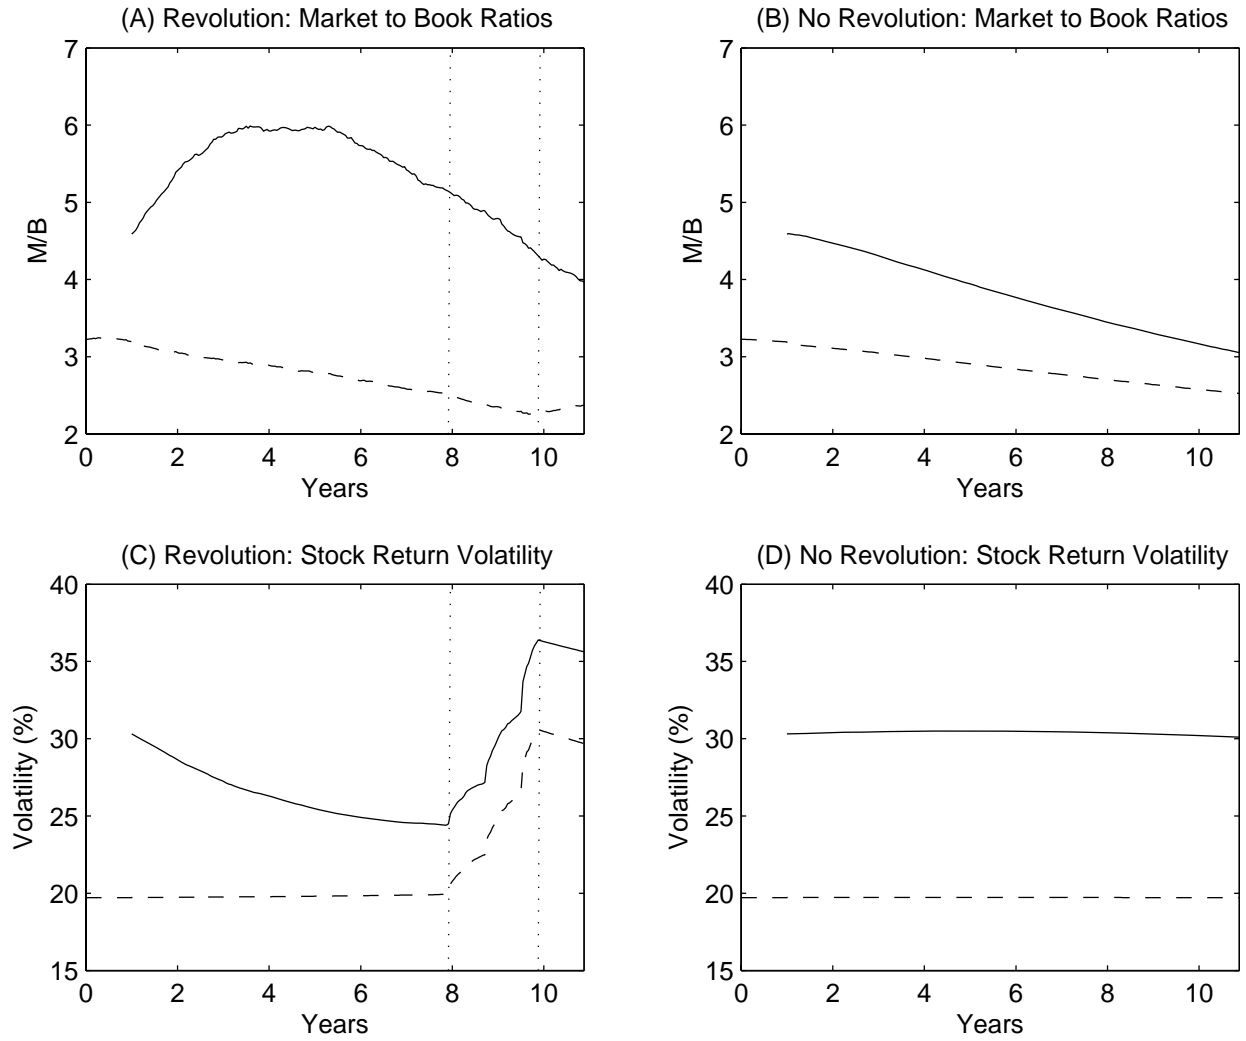 (A) Revolution: Market to Book Ratios
7
6
5
4
3
2
M/B
0 2 4 6 8 10
Years
(B) No Revolution: Market to Book Ratios
7
6
5
4
3
2
M/B
0 2 4 6 8 10
Years
(C) Revolution: Stock Return Volatility
40
35
30
25
20
15
Volatility (%)
0 2 4 6 8 10
Years
(D) No Revolution: Stock Return Volatility
40
35
30
25
20
15
Volatility (%)
0 2 4 6 8 10
Years